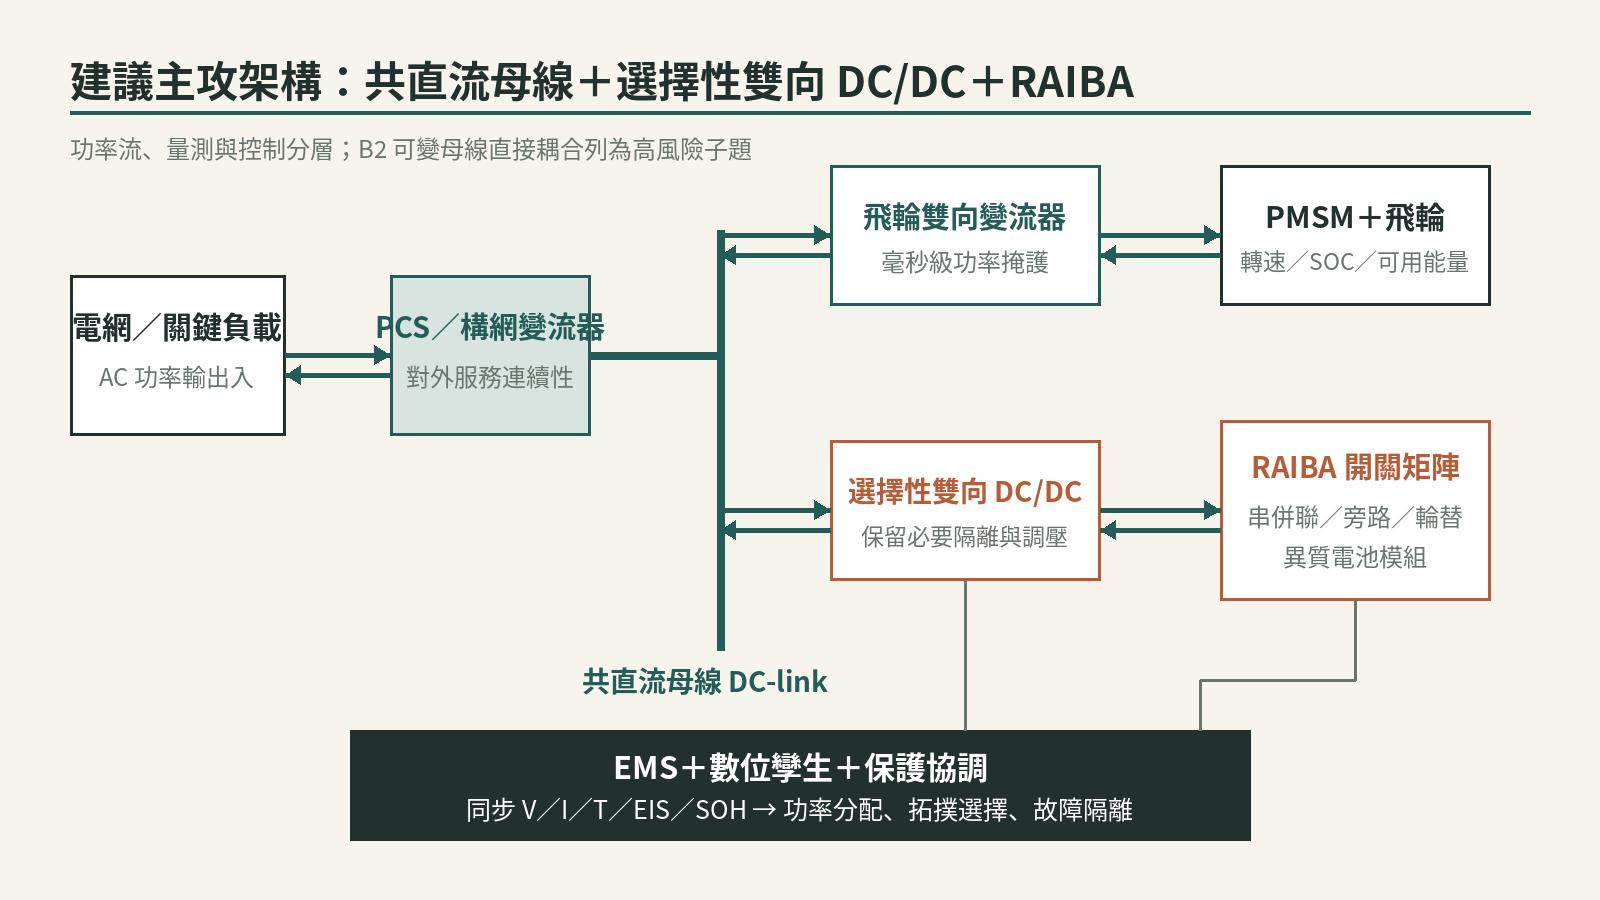 建議主攻架構：共直流母線＋選擇性雙向 DC/DC＋RAIBA
功率流、量測與控制分層；B2 可變母線直接耦合列為高風險子題
飛輪雙向變流器
毫秒級功率掩護
PMSM＋飛輪
轉速／SOC／可用能量
電網／關鍵負載
AC 功率輸出入
PCS／構網變流器
對外服務連續性
選擇性雙向 DC/DC
保留必要隔離與調壓
RAIBA 開關矩陣
串併聯／旁路／輪替
異質電池模組
共直流母線 DC-link
EMS＋數位孿生＋保護協調
同步 V／I／T／EIS／SOH → 功率分配、拓撲選擇、故障隔離